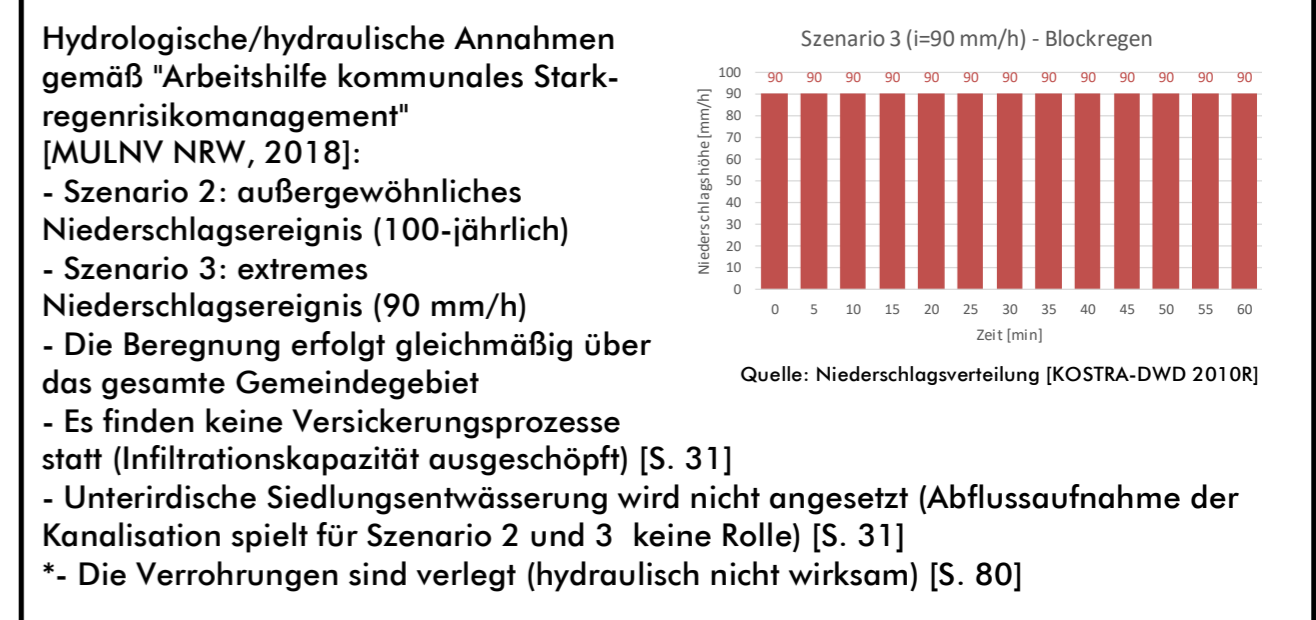 Hydrologische/hydraulische Annahmen
gemäß "Arbeitshilfe kommunales Stark-
regenrisikomanagement"
[MULNV NRW, 2018]:
- Szenario 2: außergewöhnliches
Niederschlagsereignis (100-jährlich)
- Szenario 3: extremes
Niederschlagsereignis (90 mm/h)
- Die Beregnung erfolgt gleichmäßig über
das gesamte Gemeindegebiet
- Es finden keine Versickerungsprozesse
statt (Infiltrationskapazität ausgeschöpft) [S. 31]
- Unterirdische Siedlungsentwässerung wird nicht angesetzt (Abflussaufnahme der
Kanalisation spielt für Szenario 2 und 3  keine Rolle) [S. 31]
*- Die Verrohrungen sind verlegt (hydraulisch nicht wirksam) [S. 80]
Szenario 3 (i=90 mm/h) - Blockregen
Niederschlagshöhe [mm/h]
100
90
80
70
60
50
40
30
20
10
0
90 90 90 90 90 90 90 90 90 90 90 90 90
0 5 10 15 20 25 30 35 40 45 50 55 60
Zeit [min]
Quelle: Niederschlagsverteilung [KOSTRA-DWD 2010R]